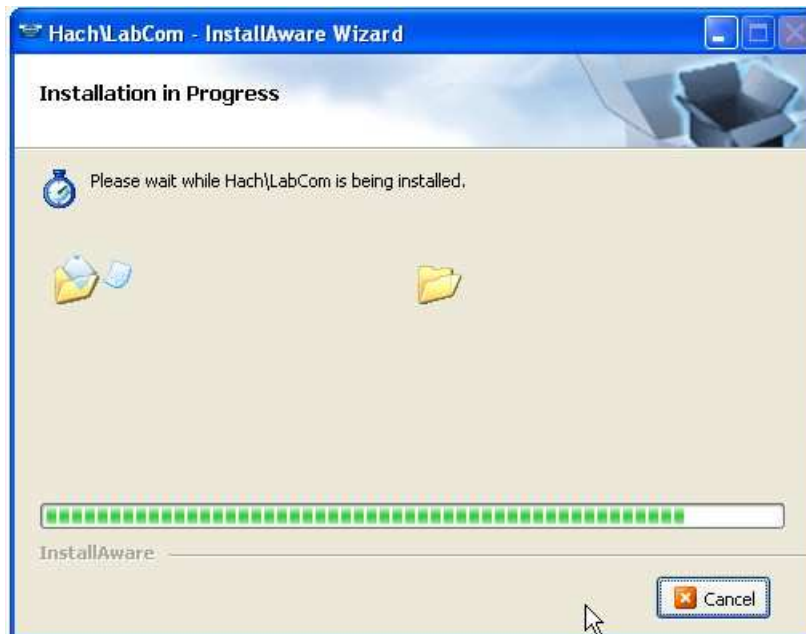 Hach\LabCom - InstallAware Wizard
Installation in Progress
Please wait while Hach\LabCom is being installed.
InstallAware
Cancel